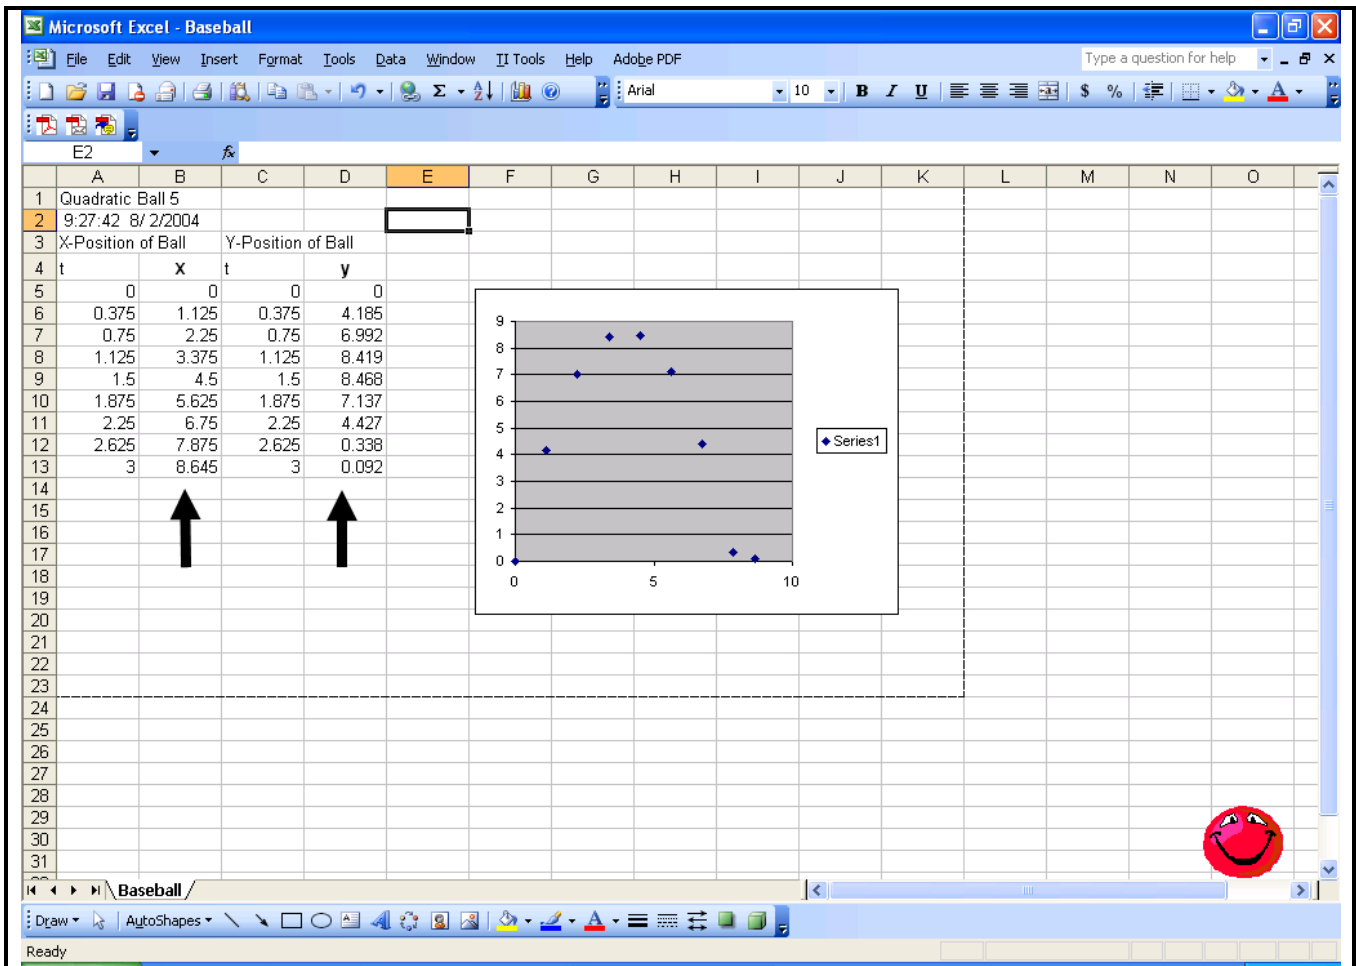 Microsoft Excel - Baseball
File Edit View Insert Format Tools Data Window TI Tools Help Adobe PDF Type a question for help
Arial 10 B I U $ %
E2 fx
A B C D E F G H I J K L M N O
1 Quadratic Ball 5
2 9:27:42 8/ 2/2004
3 X-Position of Ball Y-Position of Ball
4 t x t y
5 0 0 0 0
6 0.375 1.125 0.375 4.185
7 0.75 2.25 0.75 6.992
8 1.125 3.375 1.125 8.419
9 1.5 4.5 1.5 8.468
10 1.875 5.625 1.875 7.137
11 2.25 6.75 2.25 4.427
12 2.625 7.875 2.625 0.338
13 3 8.645 3 0.092
14
15
16
17
18
19
20
21
22
23
24
25
26
27
28
29
30
31
9
8
7
6
5
4
3
2
1
0
0 5 10
Series1
Baseball
Draw AutoShapes
Ready